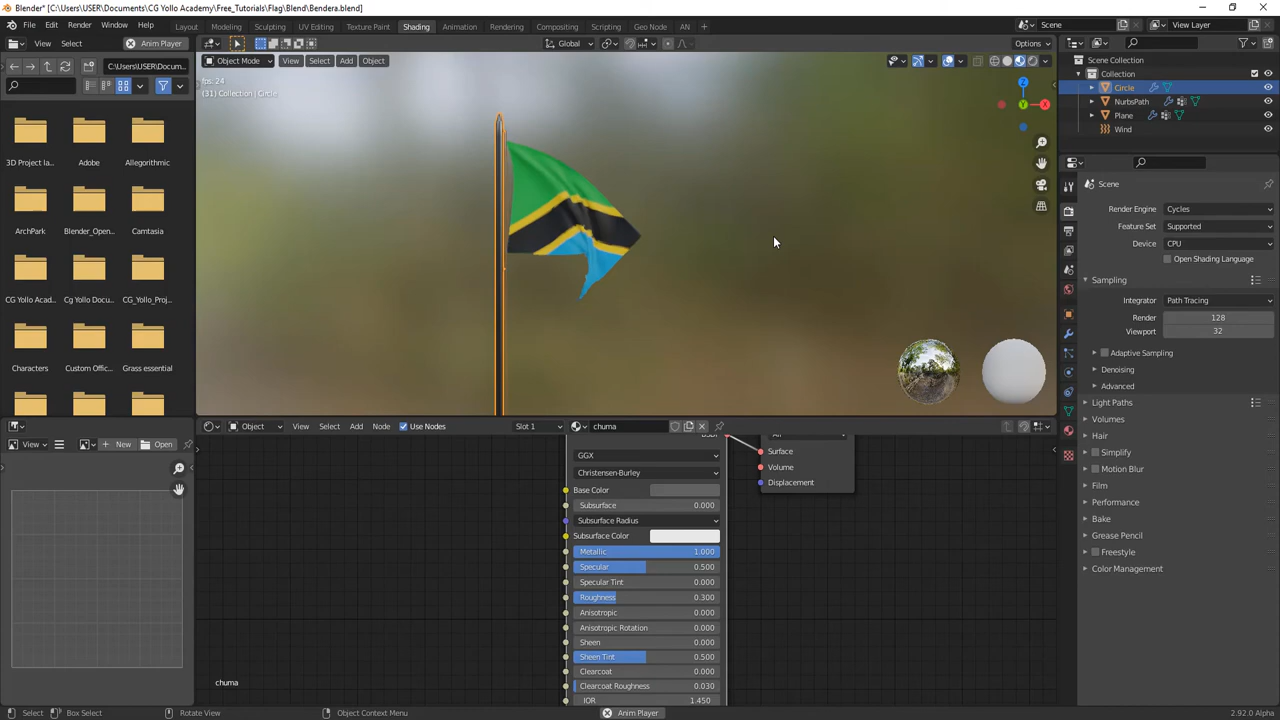 Blender* [C:\Users\USER\Documents\CG Yollo Academy\Free_Tutorials\Flag\Blend\Bendera.blend]
File Edit Render Window Help Layout Modeling Sculpting UV Editing Texture Paint Shading Animation Rendering Compositing Scripting Geo Node AN + Scene View Layer
View Select Anim Player Global Options
C:\Users\USER\Docum...
Object Mode View Select Add Object
fps: 24
(31) Collection | Circle
Z
X
Y
3D Project la...
Adobe
Allegorithmic
ArchPark
Blender_Open...
Camtasia
CG Yollo Acad...
Cg Yollo Docu...
CG_Yollo_Proj...
Characters
Custom Offic...
Grass essential
Scene Collection
Collection
Circle
NurbsPath
Plane
Wind
Scene
Render Engine Cycles
Feature Set Supported
Device CPU
Open Shading Language
Sampling
Integrator Path Tracing
Render 128
Viewport 32
Adaptive Sampling
Denoising
Advanced
Light Paths
Volumes
Hair
Simplify
Motion Blur
Film
Performance
Bake
Grease Pencil
Freestyle
Color Management
View New Open
Object View Select Add Node Use Nodes Slot 1 chuma
GGX
Christensen-Burley
Base Color
Subsurface 0.000
Subsurface Radius
Subsurface Color
Metallic 1.000
Specular 0.500
Specular Tint 0.000
Roughness 0.300
Anisotropic 0.000
Anisotropic Rotation 0.000
Sheen 0.000
Sheen Tint 0.500
Clearcoat 0.000
Clearcoat Roughness 0.030
IOR 1.450
Surface
Volume
Displacement
chuma
Select Box Select Rotate View Object Context Menu Anim Player 2.92.0 Alpha